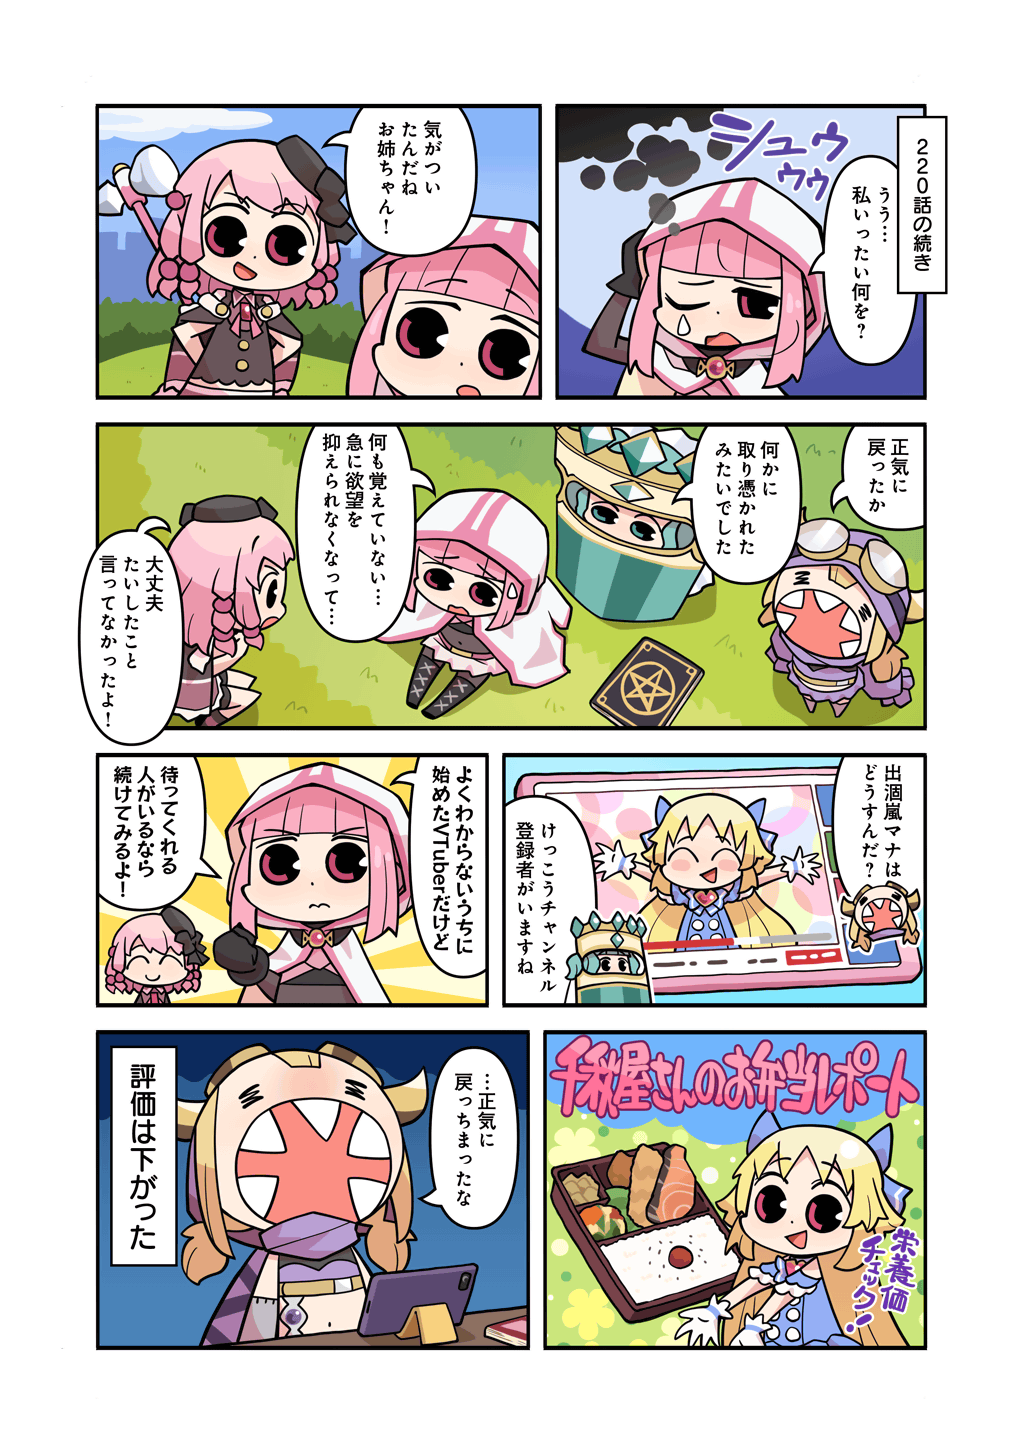 220話の続き
シュゥゥゥ
うう…
私いったい何を？
気がつい
たんだね
お姉ちゃん！
正気に
戻ったか
何かに
取り憑かれた
みたいでした
何も覚えていない…
急に欲望を
抑えられなくなって…
大丈夫
たいしたこと
言ってなかったよ！
出涸嵐マナは
どうすんだ？
けっこうチャンネル
登録者がいますね
よくわからないうちに
始めたVTuberだけど
待ってくれる
人がいるなら
続けてみるよ！
千秋屋さんのお弁当レポート
栄養価
チェック！
…正気に
戻っちまったな
評価は下がった